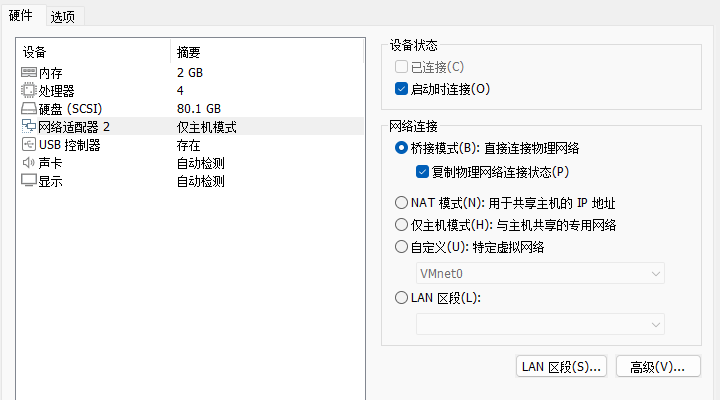 硬件 选项
设备 摘要
内存 2 GB
处理器 4
硬盘 (SCSI) 80.1 GB
网络适配器 2 仅主机模式
USB 控制器 存在
声卡 自动检测
显示 自动检测
设备状态
已连接(C)
启动时连接(O)
网络连接
桥接模式(B): 直接连接物理网络
复制物理网络连接状态(P)
NAT 模式(N): 用于共享主机的 IP 地址
仅主机模式(H): 与主机共享的专用网络
自定义(U): 特定虚拟网络
VMnet0
LAN 区段(L):
LAN 区段(S)... 高级(V)...